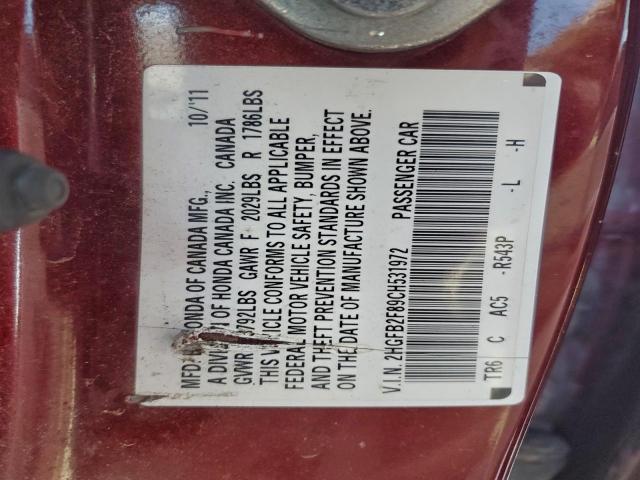 MFD. BY HONDA OF CANADA MFG., 10/'11
A DIVISION OF HONDA CANADA INC. CANADA
GVWR 3792LBS GAWR F 2029LBS R 1786LBS
THIS VEHICLE CONFORMS TO ALL APPLICABLE
FEDERAL MOTOR VEHICLE SAFETY, BUMPER,
AND THEFT PREVENTION STANDARDS IN EFFECT
ON THE DATE OF MANUFACTURE SHOWN ABOVE.
V.I.N. 2HGFB2F89CH531972 PASSENGER CAR
TR6 C AC5 -R543P -L -H